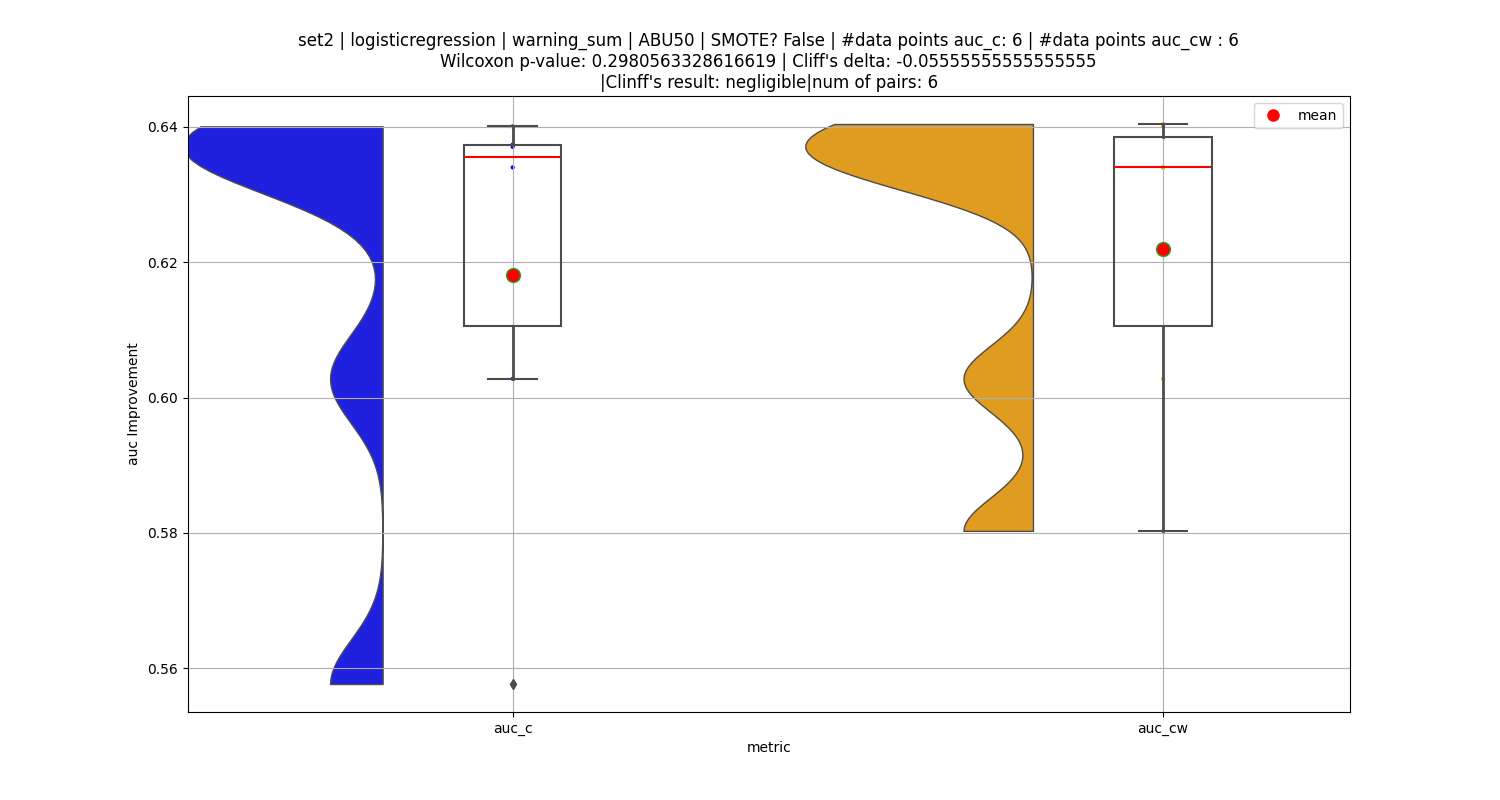 set2 | logisticregression | warning_sum | ABU50 | SMOTE? False | #data points auc_c: 6 | #data points auc_cw : 6
Wilcoxon p-value: 0.2980563328616619 | Cliff's delta: -0.05555555555555555
|Clinff's result: negligible|num of pairs: 6
mean
0.64
0.62
0.60
0.58
0.56
auc Improvement
auc_c
auc_cw
metric